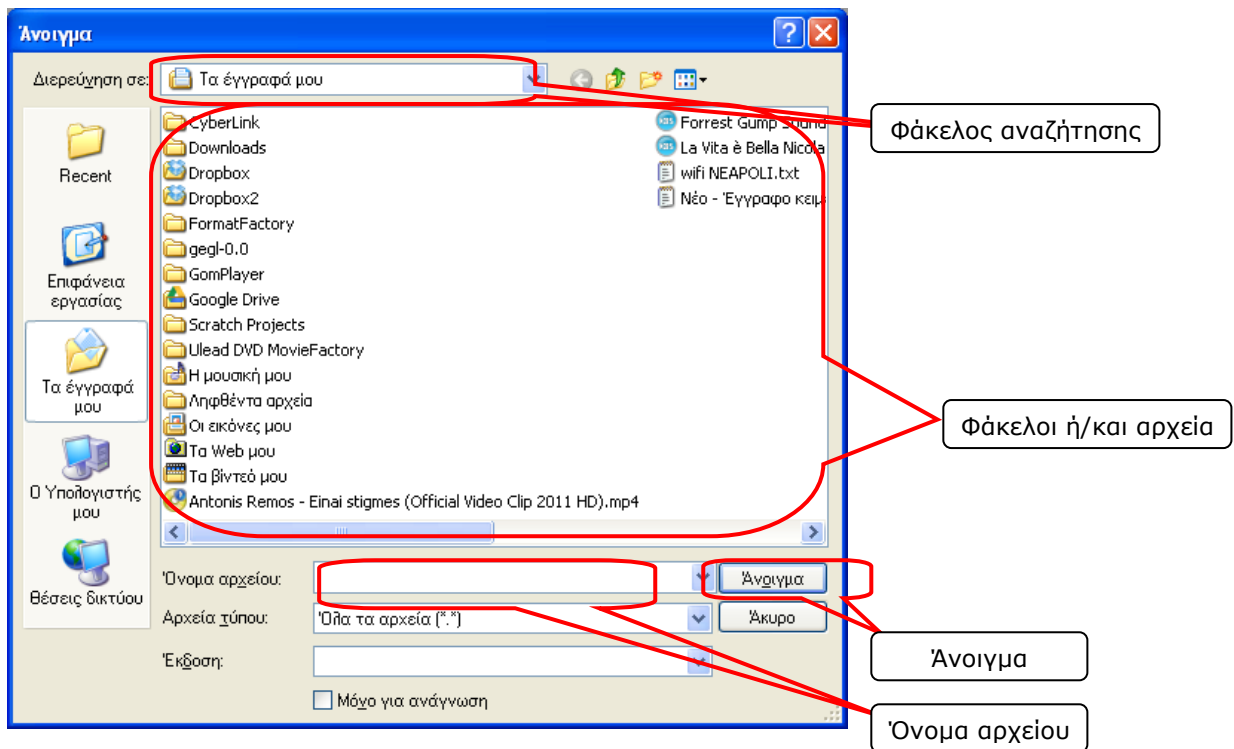 Άνοιγμα
Διερεύνηση σε:
Τα έγγραφά μου
Recent
Επιφάνεια
εργασίας
Τα έγγραφά
μου
Ο Υπολογιστής
μου
Θέσεις δικτύου
CyberLink
Downloads
Dropbox
Dropbox2
FormatFactory
gegl-0.0
GomPlayer
Google Drive
Scratch Projects
Ulead DVD MovieFactory
Η μουσική μου
Ληφθέντα αρχεία
Οι εικόνες μου
Τα Web μου
Τα βίντεό μου
Antonis Remos - Einai stigmes (Official Video Clip 2011 HD).mp4
Forrest Gump Sound
La Vita è Bella Nicola
wifi NEAPOLI.txt
Νέο - Έγγραφο κειμ
Όνομα αρχείου:
Άνοιγμα
Αρχεία τύπου:
Όλα τα αρχεία (*.*)
Άκυρο
Έκδοση:
Μόνο για ανάγνωση
Φάκελος αναζήτησης
Φάκελοι ή/και αρχεία
Άνοιγμα
Όνομα αρχείου